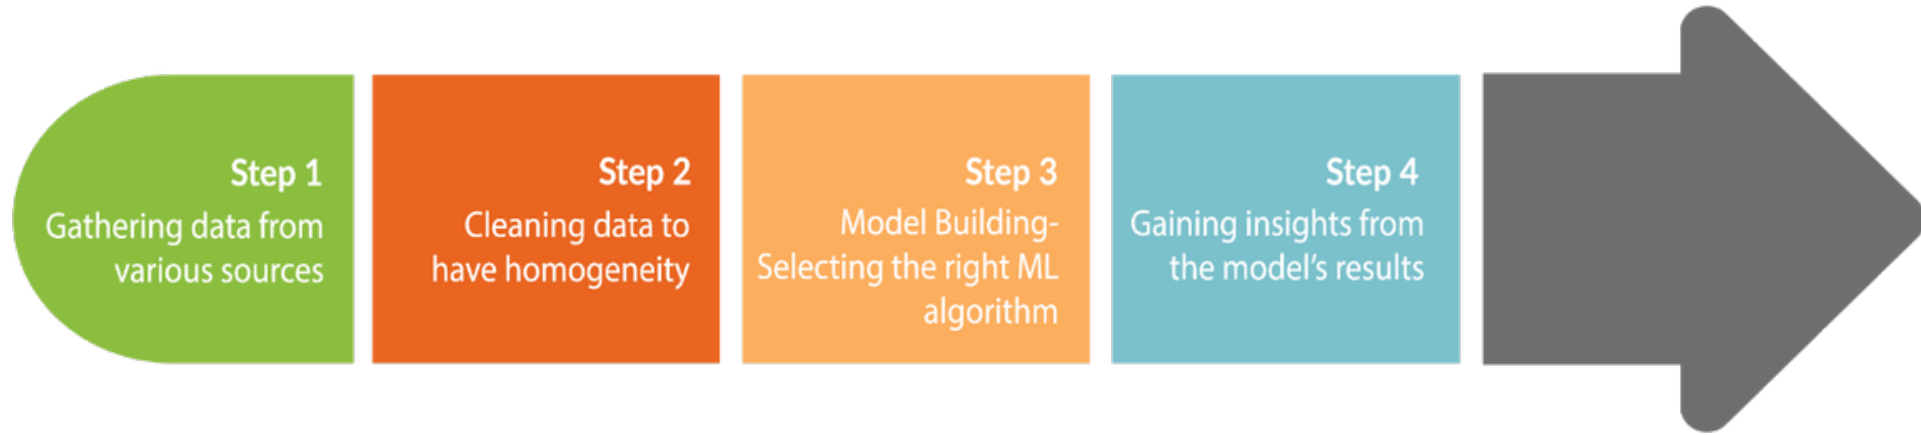 Step 1
Gathering data from
various sources
Step 2
Cleaning data to
have homogeneity
Step 3
Model Building-
Selecting the right ML
algorithm
Step 4
Gaining insights from
the model’s results